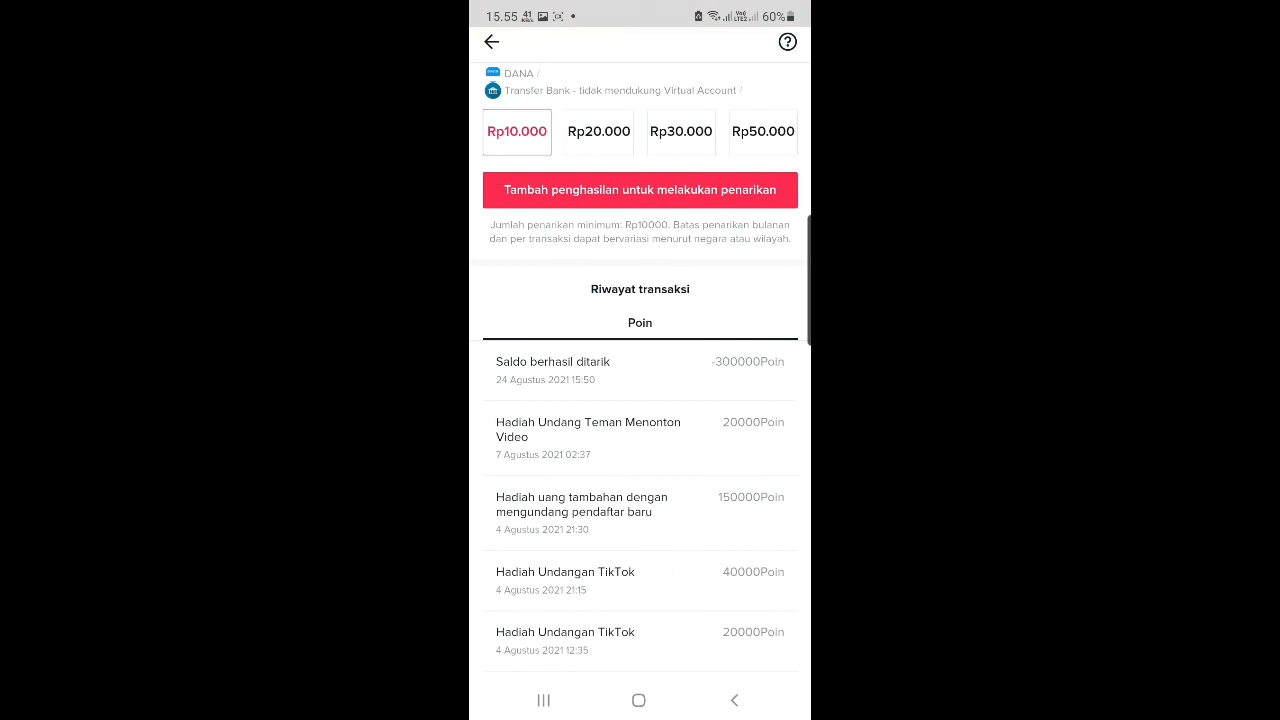 15.55 41 KB/s 60%
DANA /
Transfer Bank - tidak mendukung Virtual Account /
Rp10.000 Rp20.000 Rp30.000 Rp50.000
Tambah penghasilan untuk melakukan penarikan
Jumlah penarikan minimum: Rp10000. Batas penarikan bulanan
dan per transaksi dapat bervariasi menurut negara atau wilayah.
Riwayat transaksi
Poin
Saldo berhasil ditarik -300000Poin
24 Agustus 2021 15:50
Hadiah Undang Teman Menonton 20000Poin
Video
7 Agustus 2021 02:37
Hadiah uang tambahan dengan 150000Poin
mengundang pendaftar baru
4 Agustus 2021 21:30
Hadiah Undangan TikTok 40000Poin
4 Agustus 2021 21:15
Hadiah Undangan TikTok 20000Poin
4 Agustus 2021 12:35